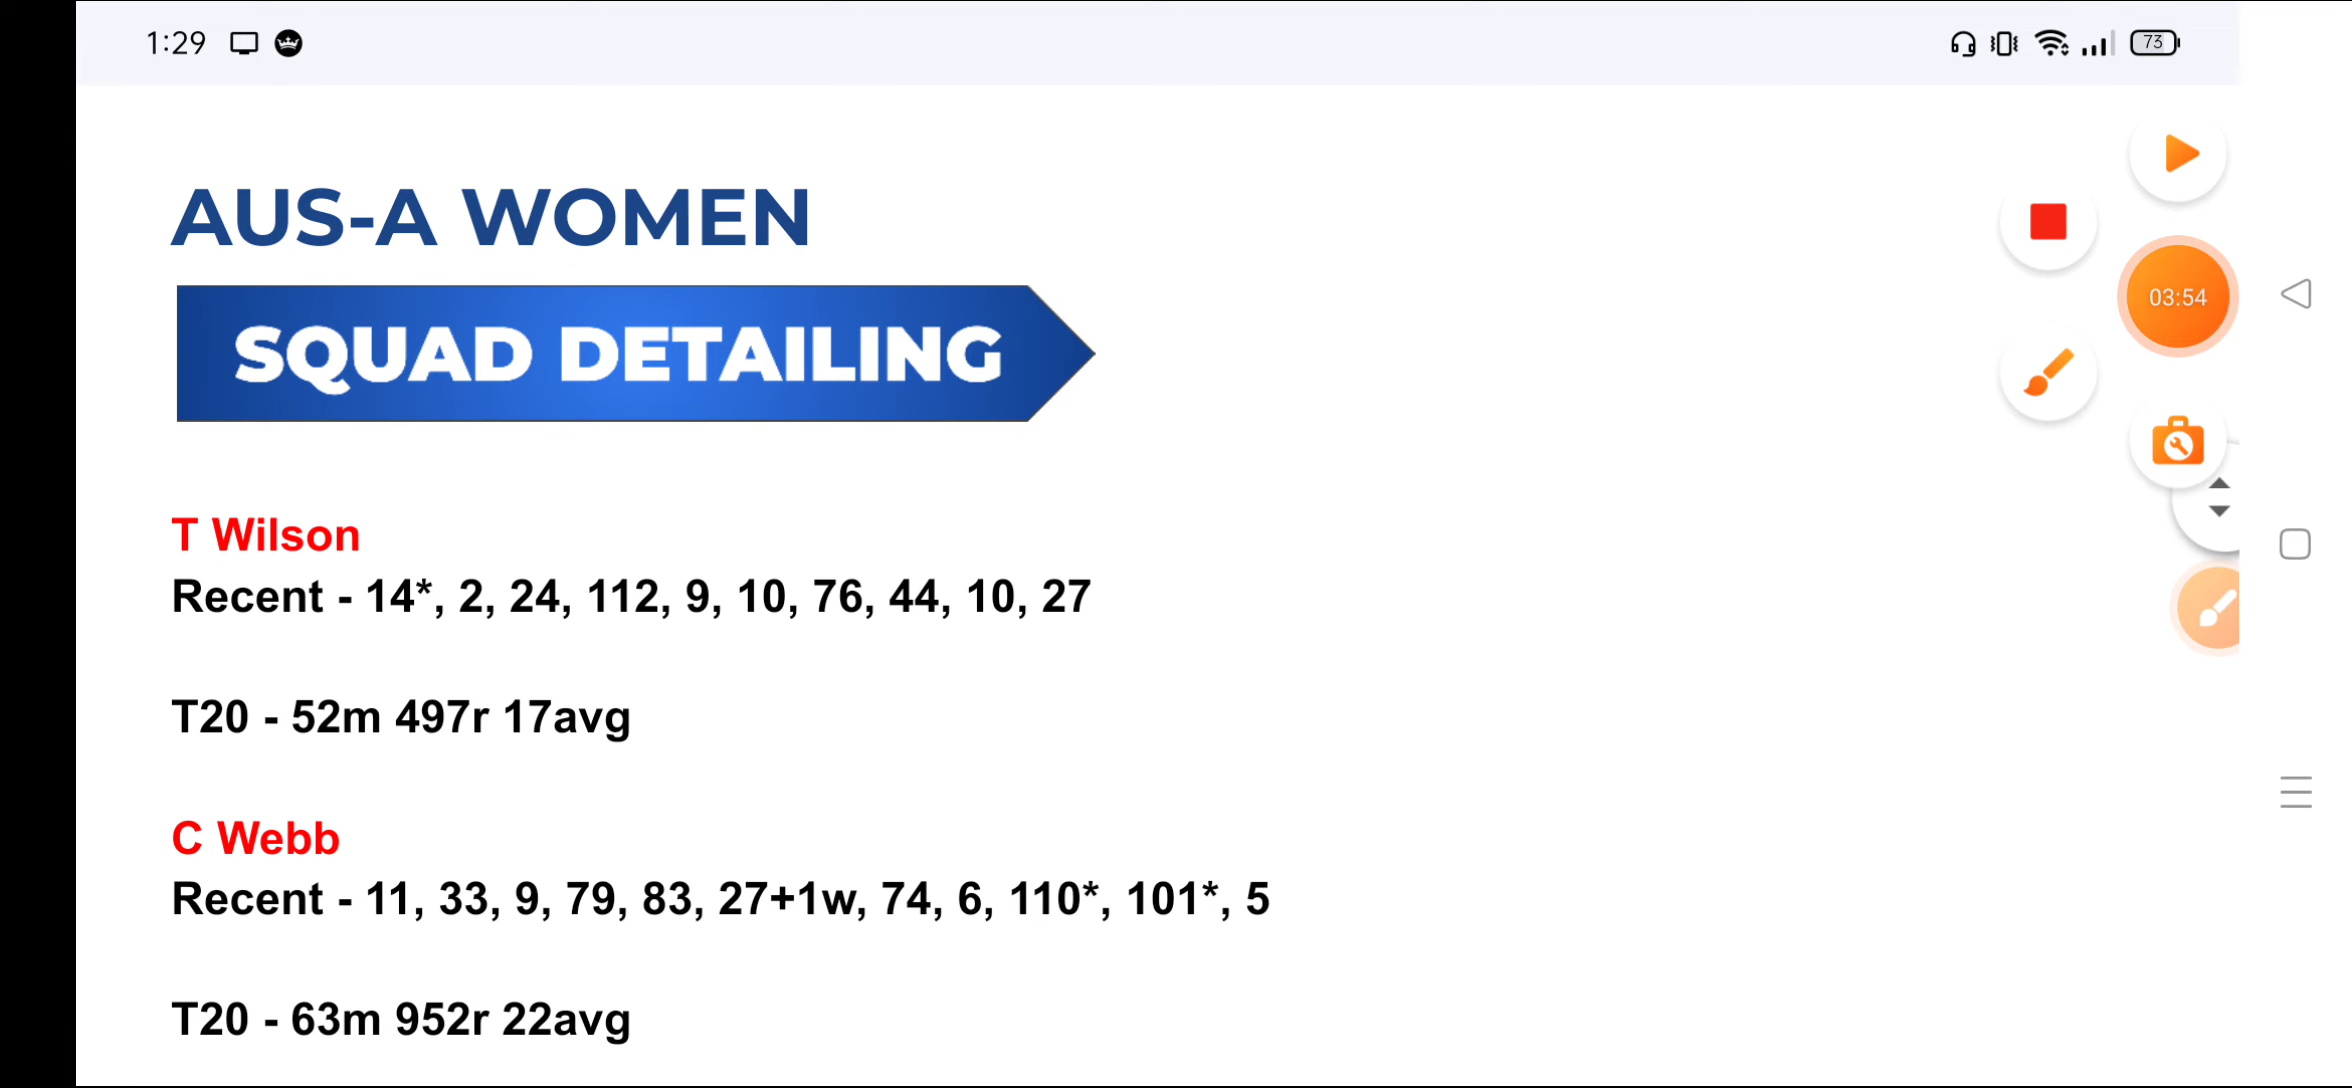 1:29
73
AUS-A WOMEN
03:54
SQUAD DETAILING
T Wilson
Recent - 14*, 2, 24, 112, 9, 10, 76, 44, 10, 27
T20 - 52m 497r 17avg
C Webb
Recent - 11, 33, 9, 79, 83, 27+1w, 74, 6, 110*, 101*, 5
T20 - 63m 952r 22avg